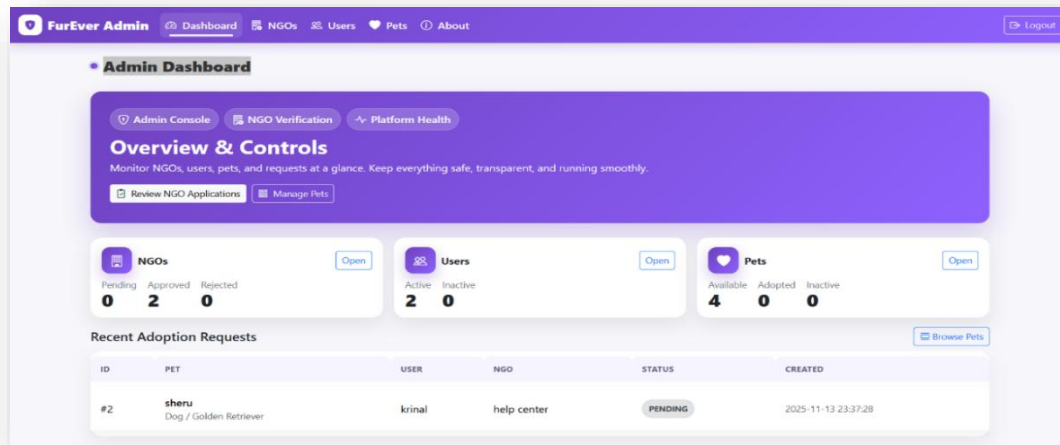 FurEver Admin Dashboard NGOs Users Pets About Logout
Admin Dashboard
Admin Console NGO Verification Platform Health
Overview & Controls
Monitor NGOs, users, pets, and requests at a glance. Keep everything safe, transparent, and running smoothly.
Review NGO Applications Manage Pets
NGOs Open Users Open Pets Open
Pending Approved Rejected Active Inactive Available Adopted Inactive
0 2 0 2 0 4 0 0
Recent Adoption Requests Browse Pets
ID PET USER NGO STATUS CREATED
#2 sheru krinal help center PENDING 2025-11-13 23:37:28
Dog / Golden Retriever